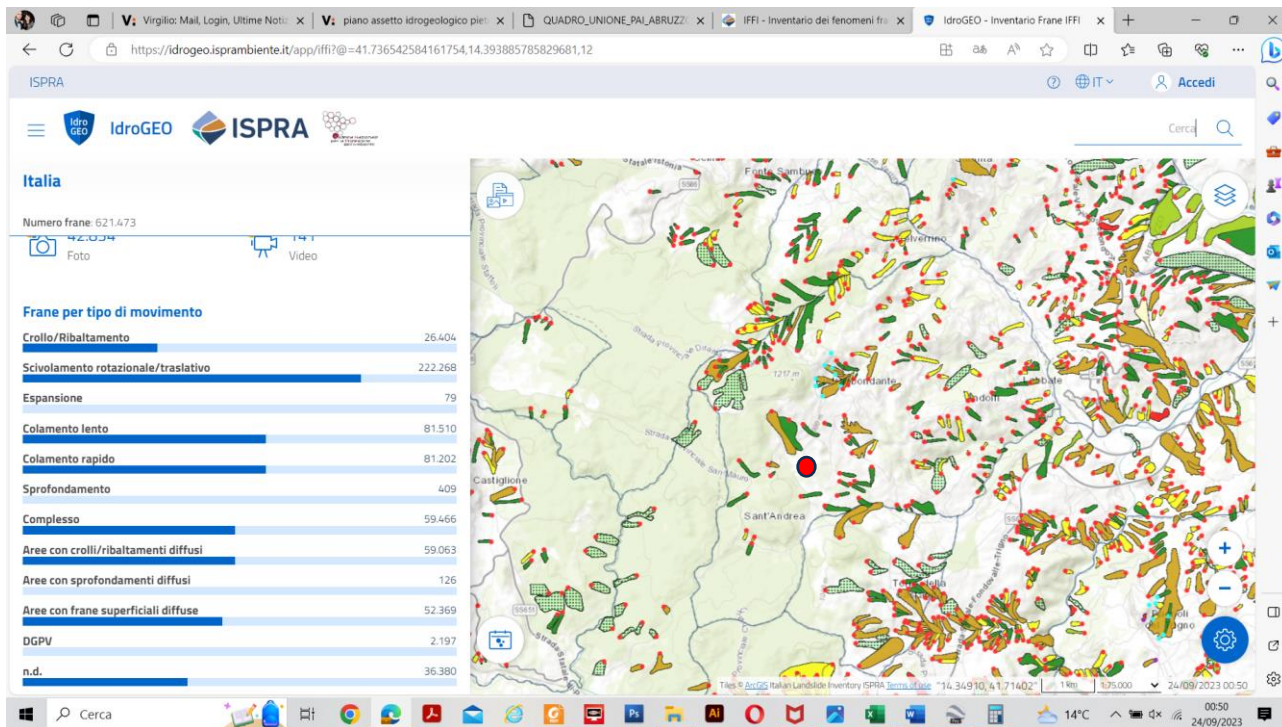 Virgilio: Mail, Login, Ultime Noti
piano assetto idrogeologico piet
QUADRO_UNIONE_PAI_ABRUZZ
IFFI - Inventario dei fenomeni fra
IdroGEO - Inventario Frane IFFI
https://idrogeo.isprambiente.it/app/iffi?@=41.736542584161754,14.393885785829681,12
ISPRA
IT
Accedi
Idro GEO
IdroGEO
ISPRA
Cerca
Italia
Numero frane: 621.473
Foto
141
Video
Frane per tipo di movimento
Crollo/Ribaltamento 26.404
Scivolamento rotazionale/traslativo 222.268
Espansione 79
Colamento lento 81.510
Colamento rapido 81.202
Sprofondamento 409
Complesso 59.466
Aree con crolli/ribaltamenti diffusi 59.063
Aree con sprofondamenti diffusi 126
Aree con frane superficiali diffuse 52.369
DGPV 2.197
n.d. 36.380
1217 m
Castiglione
Sant'Andrea
Tiles © ArcGIS Italian Landslide Inventory ISPRA Terms of use
14.34910, 41.71402
1 km
1:75.000
24/09/2023 00:50
Cerca
14°C
00:50
24/09/2023